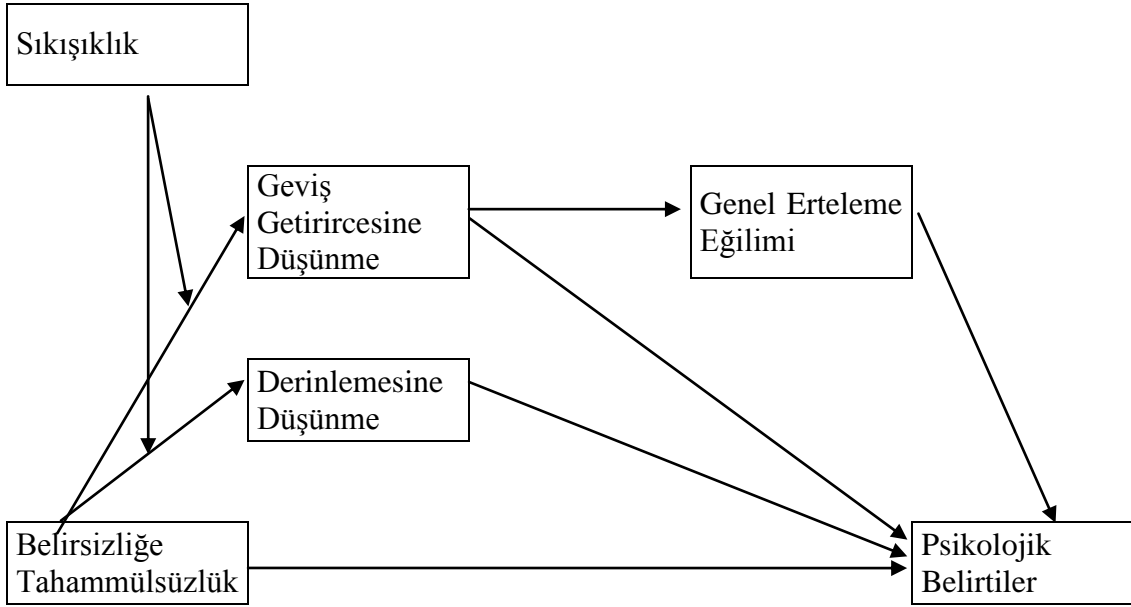 Sıkışıklık
Geviş
Getirircesine
Düşünme
Genel Erteleme
Eğilimi
Derinlemesine
Düşünme
Belirsizliğe
Tahammülsüzlük
Psikolojik
Belirtiler